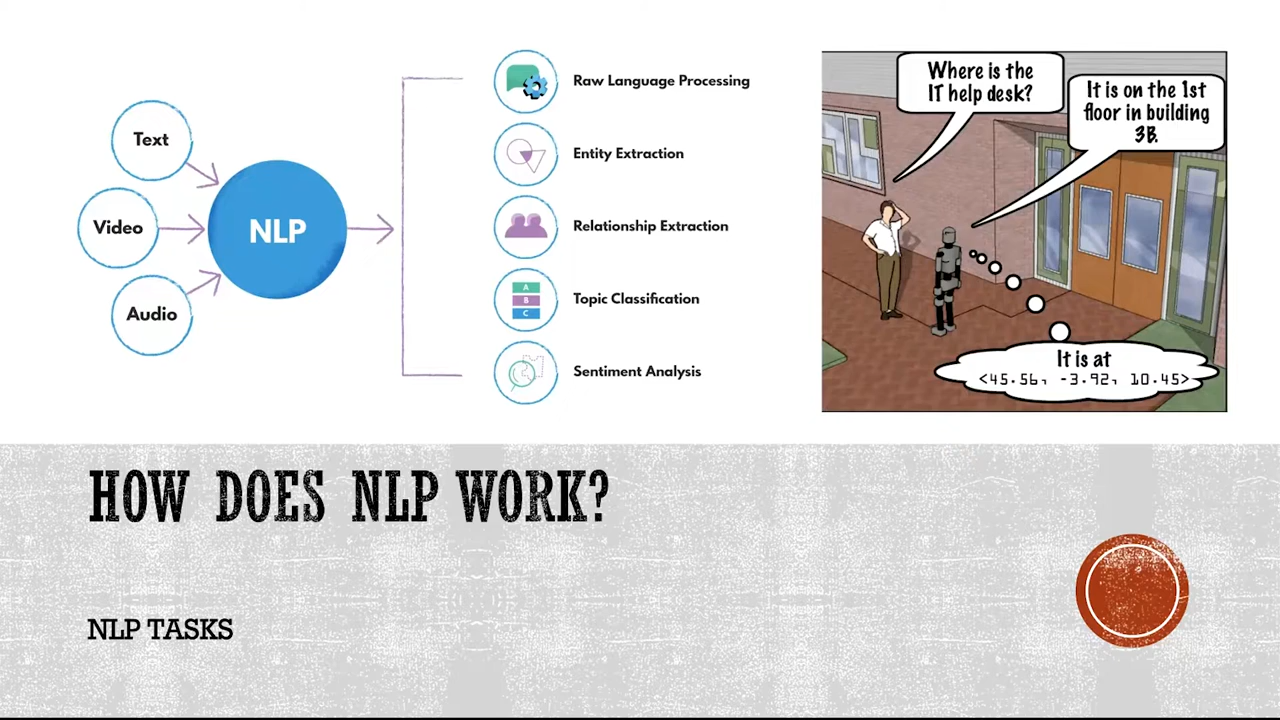 Text
Video
Audio
NLP
Raw Language Processing
Entity Extraction
Relationship Extraction
A
B
C
Topic Classification
Sentiment Analysis
Where is the
IT help desk?
It is on the 1st
floor in building
3B.
It is at
<45.56, -3.92, 10.45>
HOW DOES NLP WORK?
NLP TASKS